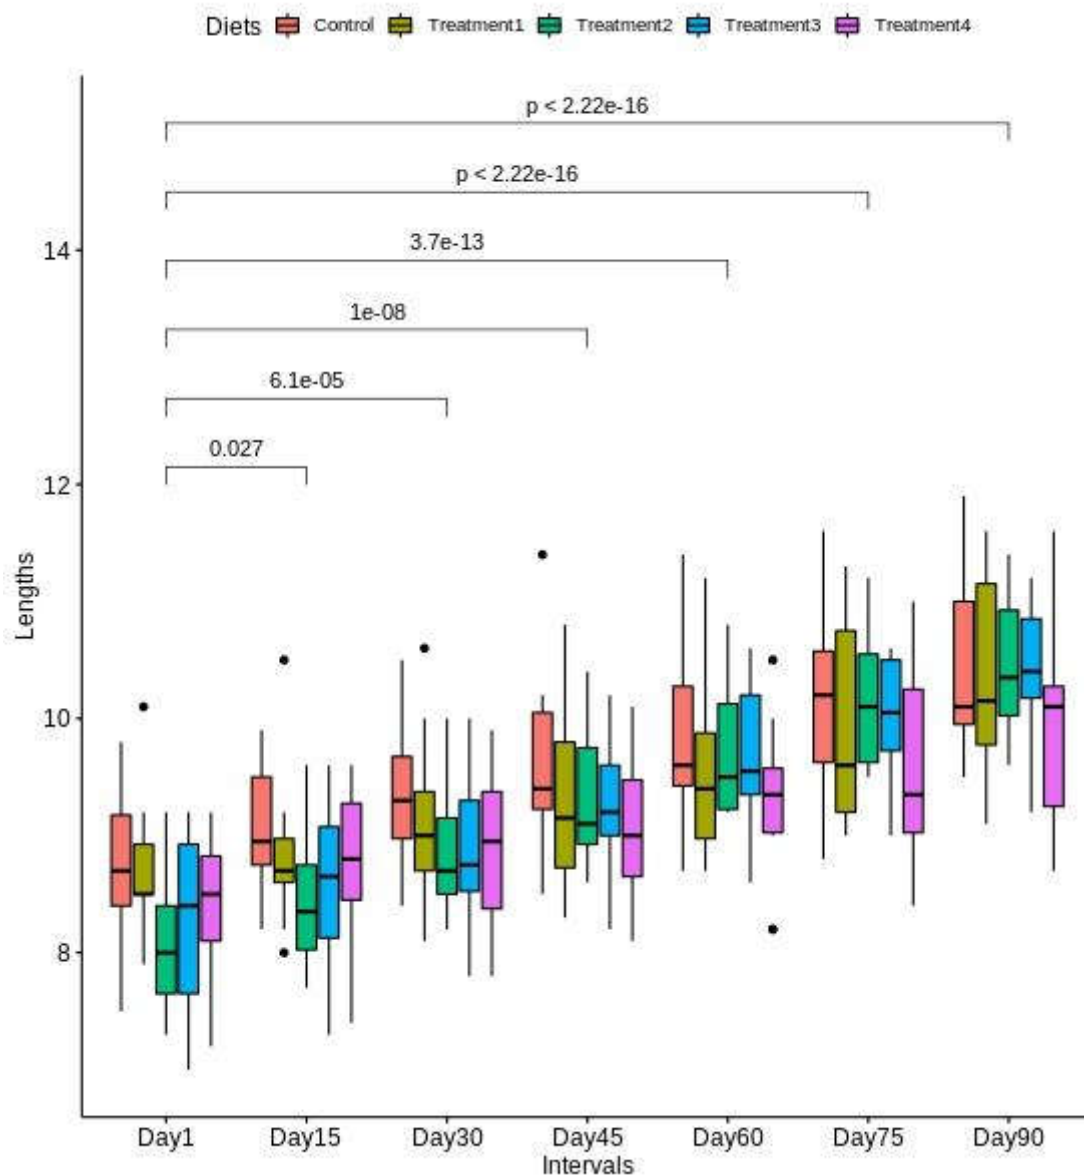 Diets Control Treatment1 Treatment2 Treatment3 Treatment4
p < 2.22e-16
p < 2.22e-16
14
3.7e-13
1e-08
6.1e-05
0.027
12
Lengths
10
8
Day1 Day15 Day30 Day45 Day60 Day75 Day90
Intervals